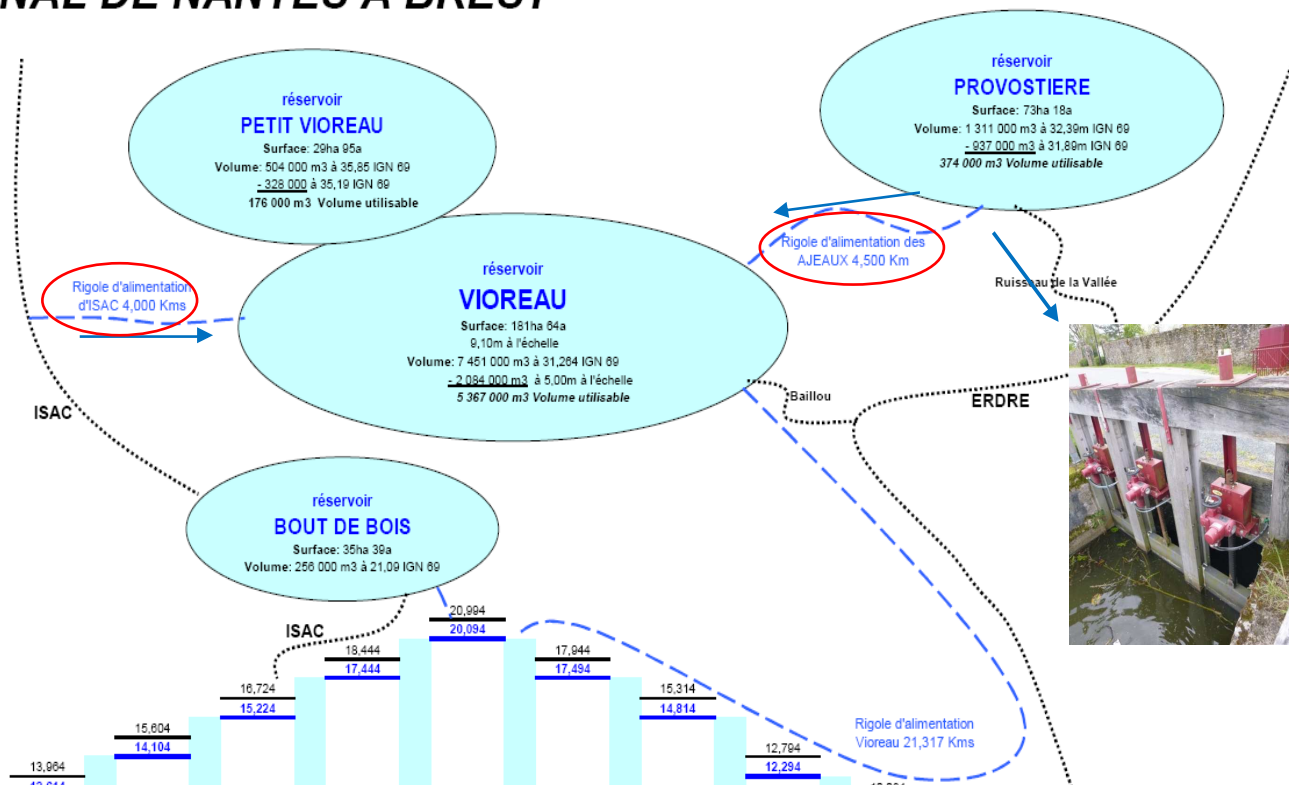 NAL DE NANTES A BREST
réservoir
PETIT VIOREAU
Surface: 29ha 95a
Volume: 504 000 m3 à 35,85 IGN 69
- 328 000 à 35,19 IGN 69
176 000 m3 Volume utilisable
réservoir
PROVOSTIERE
Surface: 73ha 18a
Volume: 1 311 000 m3 à 32,39m IGN 69
- 937 000 m3 à 31,89m IGN 69
374 000 m3 Volume utilisable
Rigole d'alimentation des
AJEAUX 4,500 Km
Ruisseau de la Vallée
Rigole d'alimentation
d'ISAC 4,000 Kms
réservoir
VIOREAU
Surface: 181ha 64a
9,10m à l'échelle
Volume: 7 451 000 m3 à 31,264 IGN 69
- 2 084 000 m3 à 5,00m à l'échelle
5 367 000 m3 Volume utilisable
Baillou
ERDRE
ISAC
réservoir
BOUT DE BOIS
Surface: 35ha 39a
Volume: 256 000 m3 à 21,09 IGN 69
ISAC
20,994
20,094
18,444
17,444
17,944
17,494
16,724
15,224
15,314
14,814
15,604
14,104
12,794
12,294
13,964
Rigole d'alimentation
Vioreau 21,317 Kms